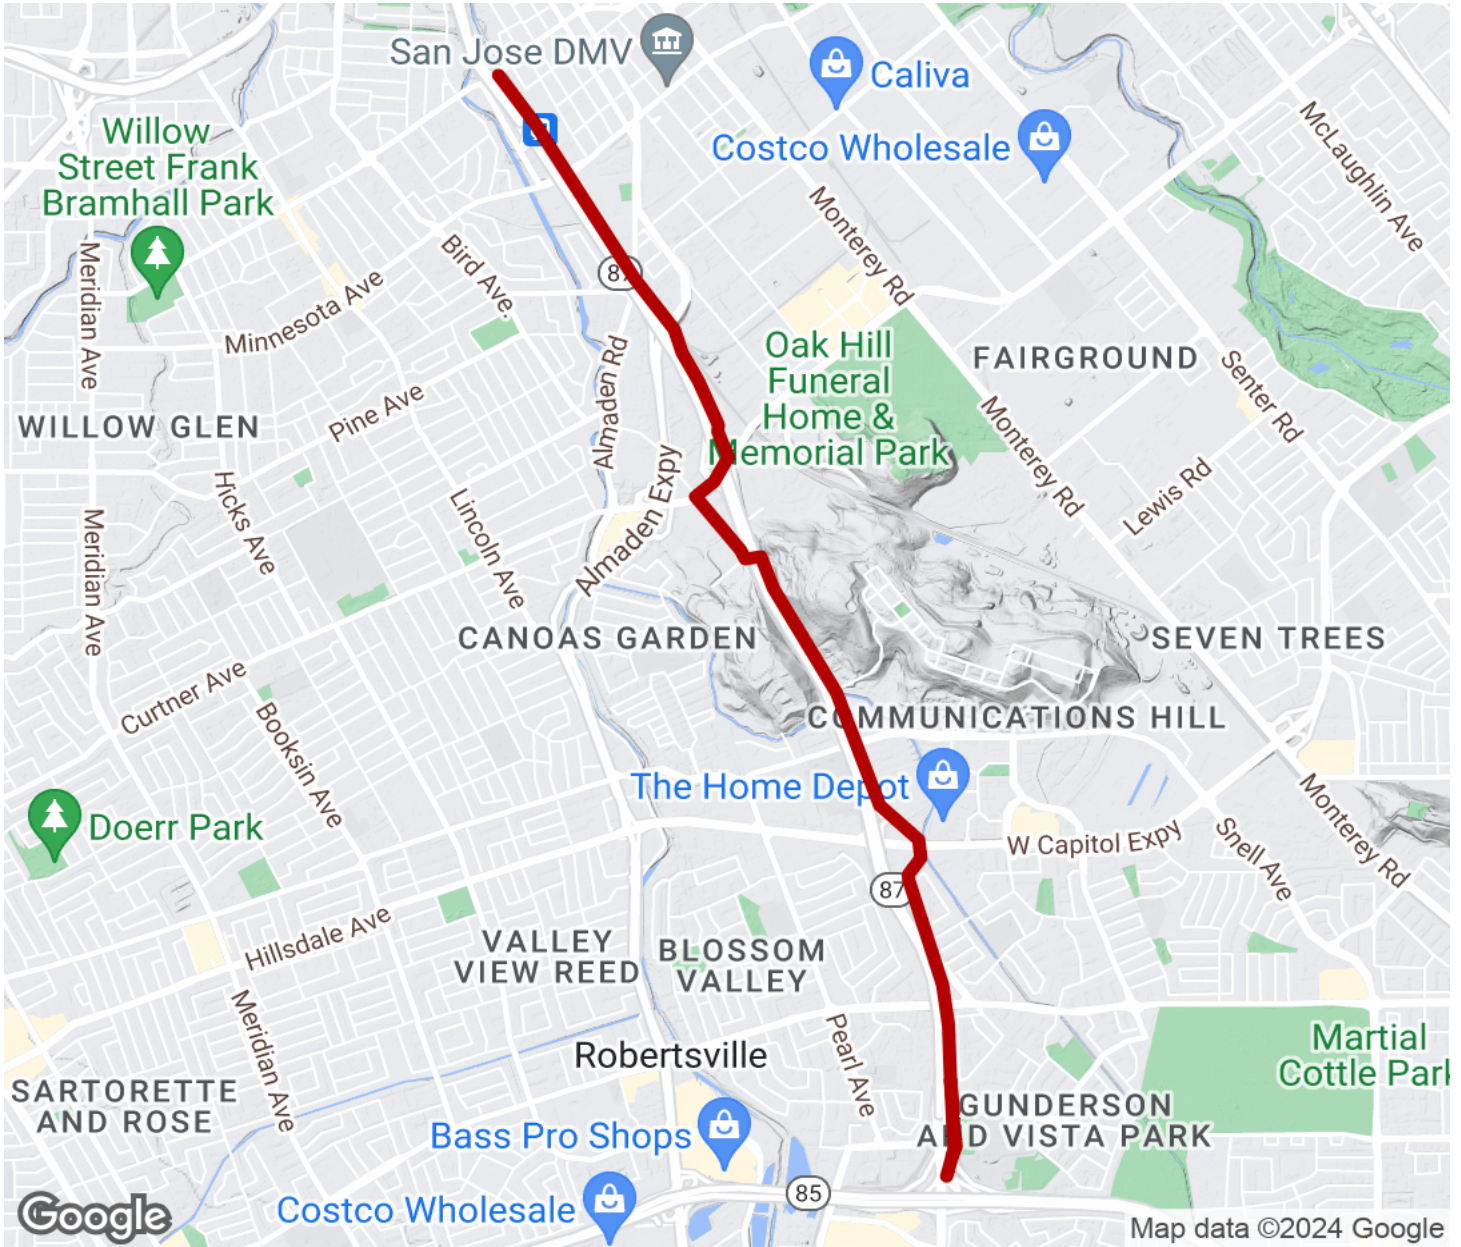 San Jose DMV
Caliva
Costco Wholesale
Willow
Street Frank
Bramhall Park
McLaughlin Ave
Monterey Rd
Bird Ave.
Meridian Ave
87
Minnesota Ave
Almaden Rd
Oak Hill
Funeral
Home &
Memorial Park
FAIRGROUND
Senter Rd
WILLOW GLEN
Pine Ave
Monterey Rd
Almaden Expy
Hicks Ave
Lincoln Ave
Lewis Rd
Meridian Ave
CANOAS GARDEN
SEVEN TREES
Curtner Ave
Booksin Ave
COMMUNICATIONS HILL
The Home Depot
Monterey Rd
Doerr Park
W Capitol Expy
Snell Ave
87
Hillsdale Ave
VALLEY
VIEW REED
BLOSSOM
VALLEY
Meridian Ave
Pearl Ave
Robertsville
Martial
Cottle Park
SARTORETTE
AND ROSE
GUNDERSON
AND VISTA PARK
Bass Pro Shops
85
Costco Wholesale
Google
Map data ©2024 Google